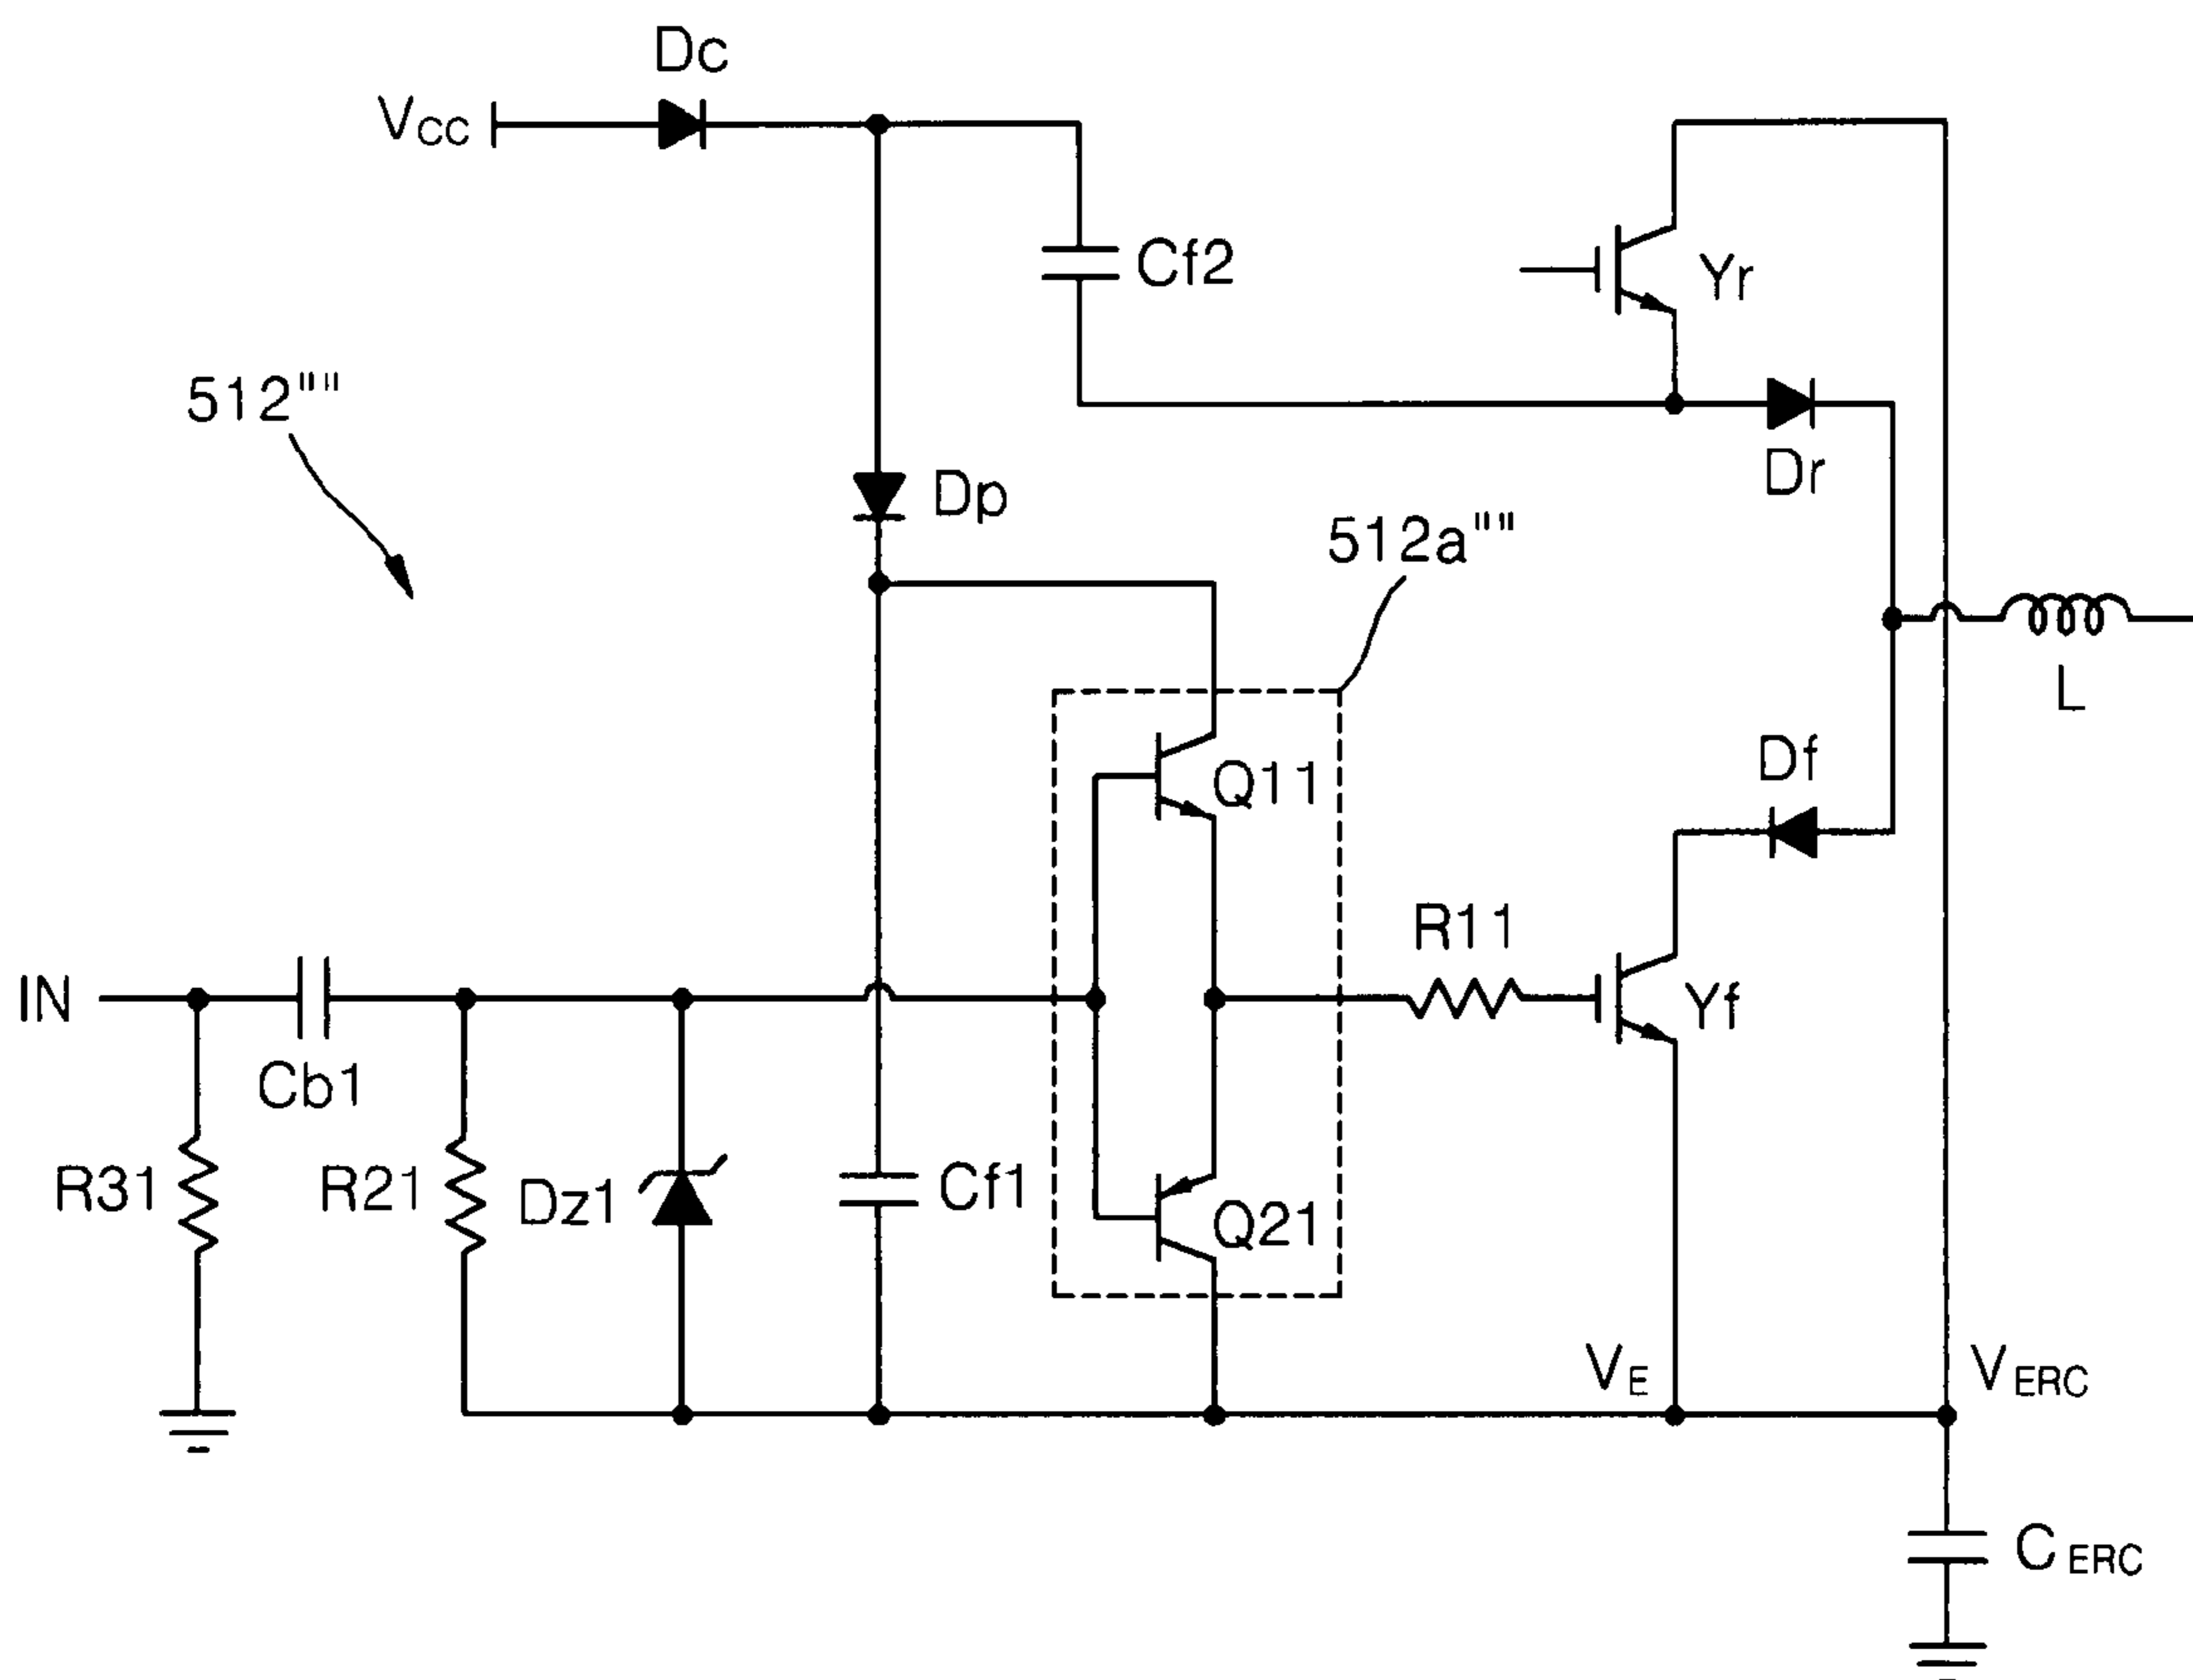 Dc
VCC
Cf2
Yr
512""
Dr
Dp
512a""
L
Q11
Df
R11
IN
Yf
Cb1
R31
R21
Dz1
Cf1
Q21
VE
VERC
CERC